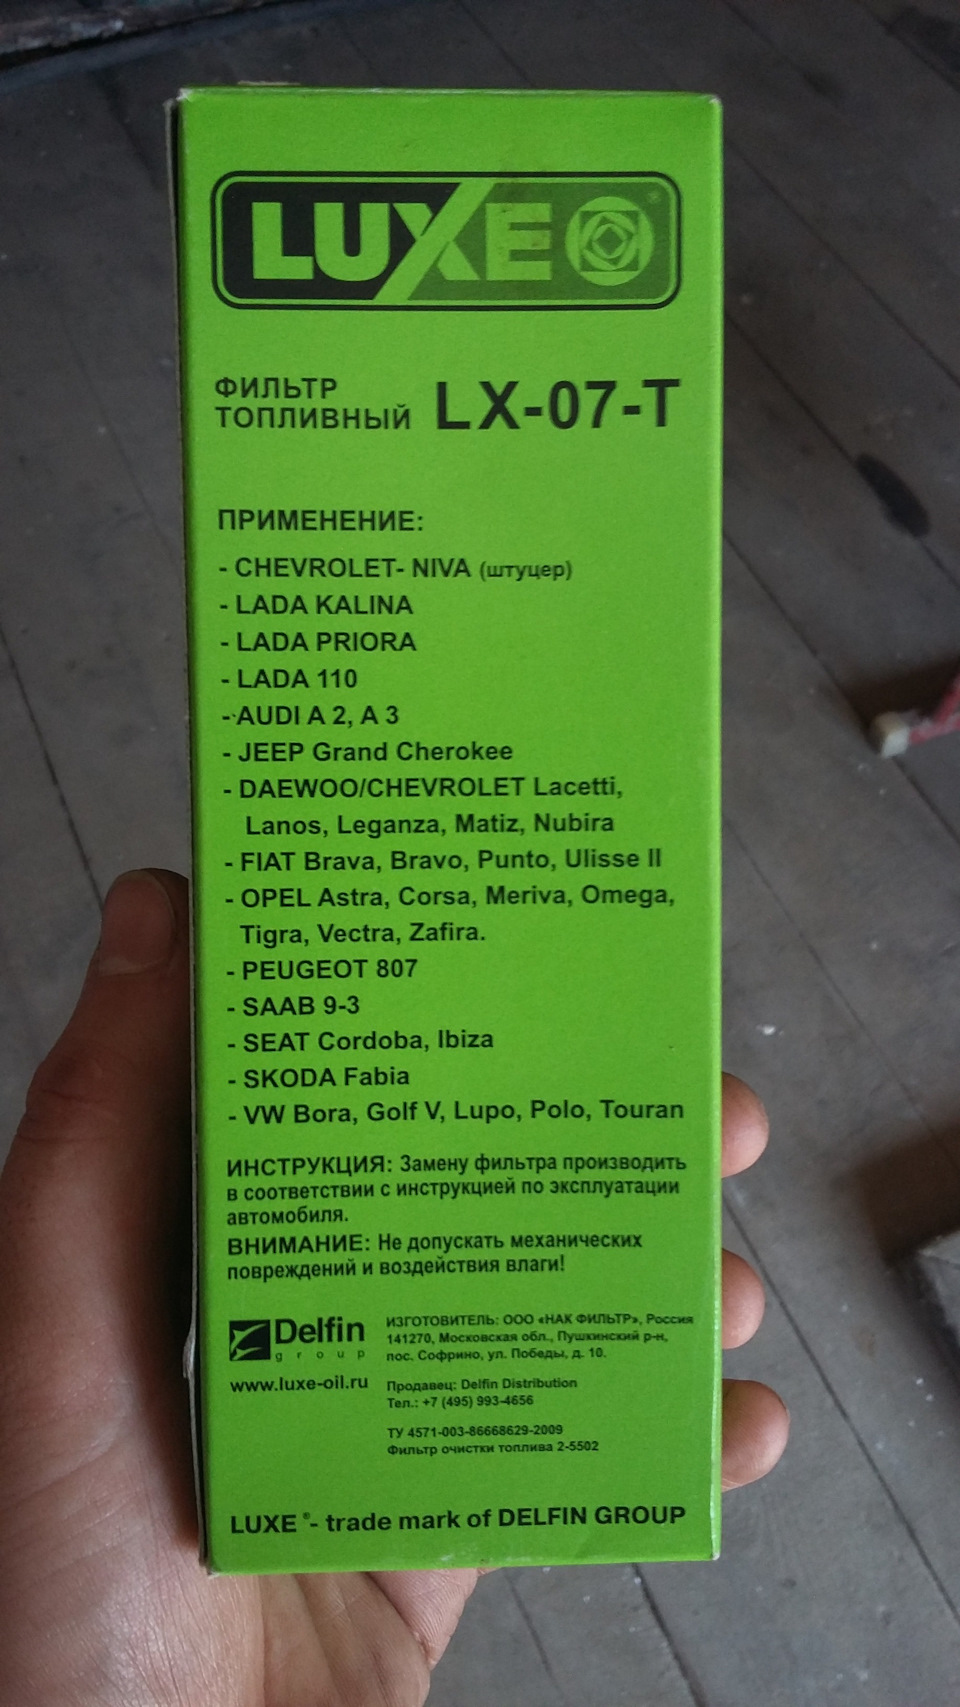 LUXE ®
ФИЛЬТР
ТОПЛИВНЫЙ LX-07-T
ПРИМЕНЕНИЕ:
- CHEVROLET- NIVA (штуцер)
- LADA KALINA
- LADA PRIORA
- LADA 110
- AUDI A 2, A 3
- JEEP Grand Cherokee
- DAEWOO/CHEVROLET Lacetti,
Lanos, Leganza, Matiz, Nubira
- FIAT Brava, Bravo, Punto, Ulisse II
- OPEL Astra, Corsa, Meriva, Omega,
Tigra, Vectra, Zafira.
- PEUGEOT 807
- SAAB 9-3
- SEAT Cordoba, Ibiza
- SKODA Fabia
- VW Bora, Golf V, Lupo, Polo, Touran
ИНСТРУКЦИЯ: Замену фильтра производить
в соответствии с инструкцией по эксплуатации
автомобиля.
ВНИМАНИЕ: Не допускать механических
повреждений и воздействия влаги!
Delfin
group
www.luxe-oil.ru
ИЗГОТОВИТЕЛЬ: ООО «НАК ФИЛЬТР», Россия
141270, Московская обл., Пушкинский р-н,
пос. Софрино, ул. Победы, д. 10.
Продавец: Delfin Distribution
Тел.: +7 (495) 993-4656
ТУ 4571-003-86668629-2009
Фильтр очистки топлива 2-5502
LUXE ®- trade mark of DELFIN GROUP